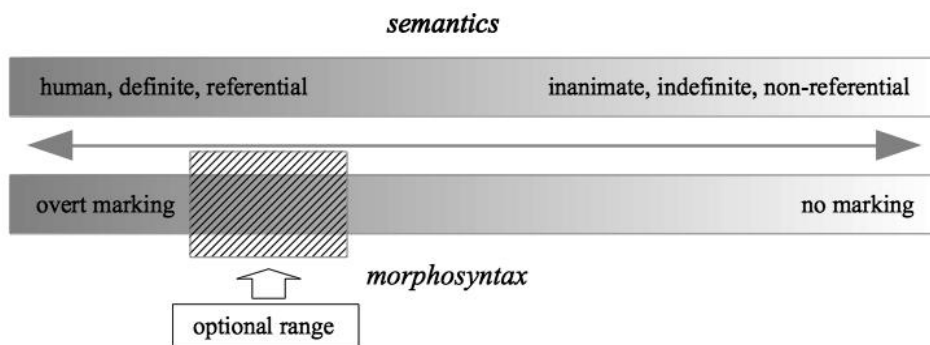 semantics
human, definite, referential
inanimate, indefinite, non-referential
overt marking
no marking
morphosyntax
optional range